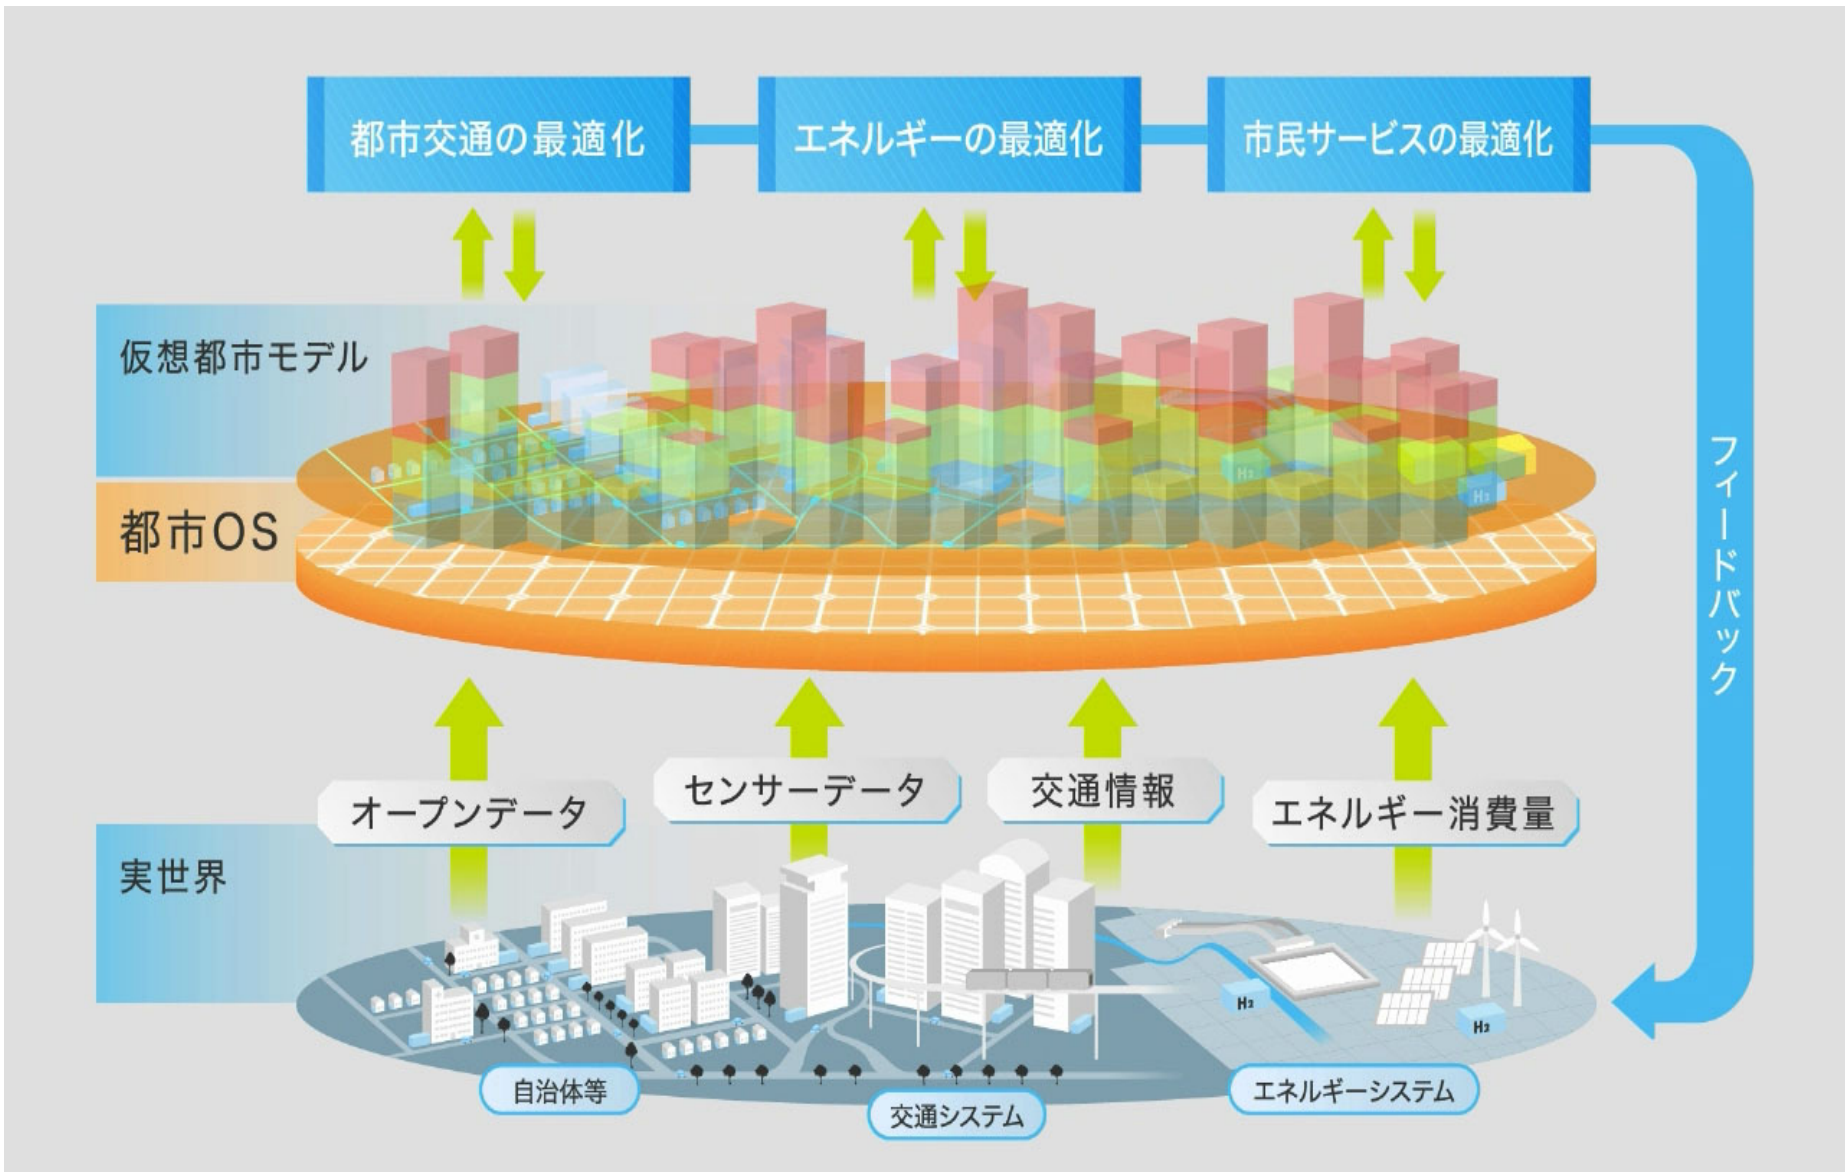 都市交通の最適化
エネルギーの最適化
市民サービスの最適化
仮想都市モデル
都市OS
H₂
H₂
フィードバック
オープンデータ
センサーデータ
交通情報
エネルギー消費量
実世界
H₂
H₂
自治体等
交通システム
エネルギーシステム